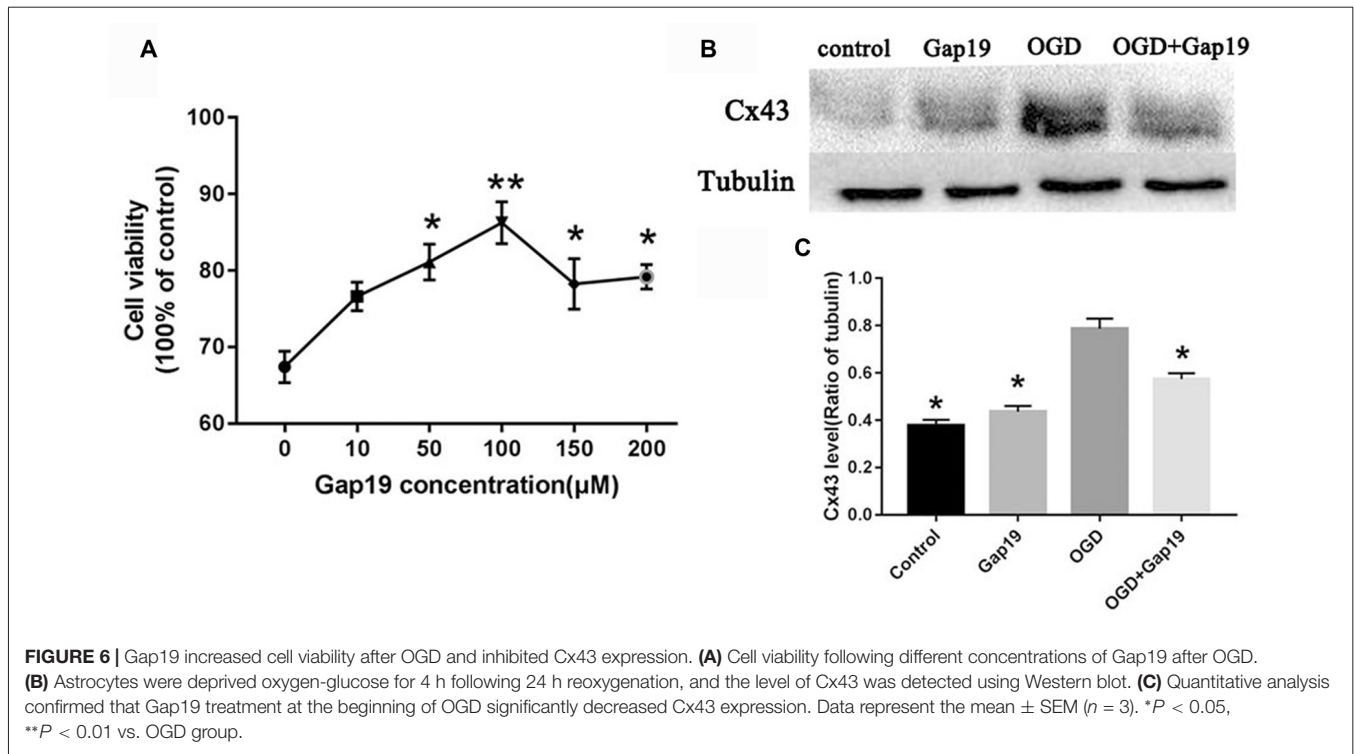 A
100
90
80
70
60
Cell viability
(100% of control)
*
**
*
*
0 10 50 100 150 200
Gap19 concentration(µM)
B
control Gap19 OGD OGD+Gap19
Cx43
Tubulin
C
1.0
0.8
0.6
0.4
0.2
0.0
Cx43 level(Ratio of tubulin)
*
*
*
Control
Gap19
OGD
OGD+Gap19
FIGURE 6 | Gap19 increased cell viability after OGD and inhibited Cx43 expression. (A) Cell viability following different concentrations of Gap19 after OGD.
(B) Astrocytes were deprived oxygen-glucose for 4 h following 24 h reoxygenation, and the level of Cx43 was detected using Western blot. (C) Quantitative analysis
confirmed that Gap19 treatment at the beginning of OGD significantly decreased Cx43 expression. Data represent the mean ± SEM (n = 3). *P < 0.05,
**P < 0.01 vs. OGD group.